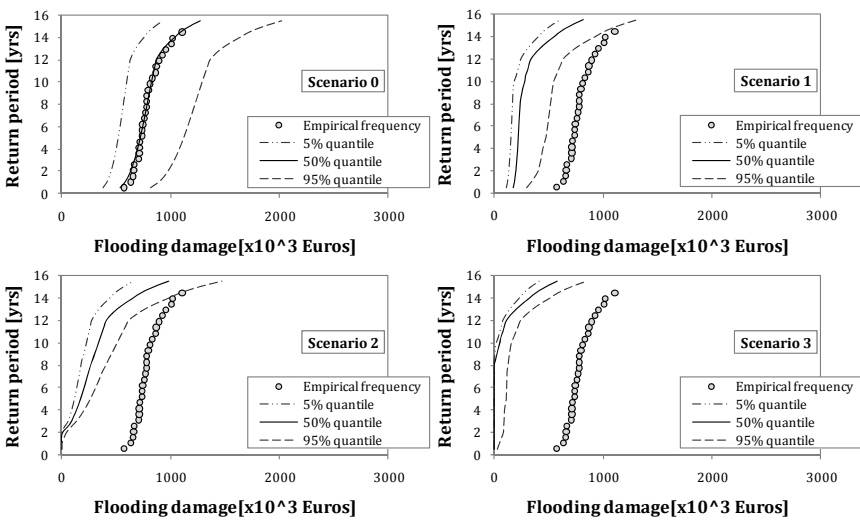 Return period [yrs]
16
14
12
10
8
6
4
2
0
Scenario 0
Empirical frequency
5% quantile
50% quantile
95% quantile
0 1000 2000 3000
Flooding damage[x10^3 Euros]
Return period [yrs]
16
14
12
10
8
6
4
2
0
Scenario 1
Empirical frequency
5% quantile
50% quantile
95% quantile
0 1000 2000 3000
Flooding damage[x10^3 Euros]
Return period [yrs]
16
14
12
10
8
6
4
2
0
Scenario 2
Empirical frequency
5% quantile
50% quantile
95% quantile
0 1000 2000 3000
Flooding damage[x10^3 Euros]
Return period [yrs]
16
14
12
10
8
6
4
2
0
Scenario 3
Empirical frequency
5% quantile
50% quantile
95% quantile
0 1000 2000 3000
Flooding damage[x10^3 Euros]